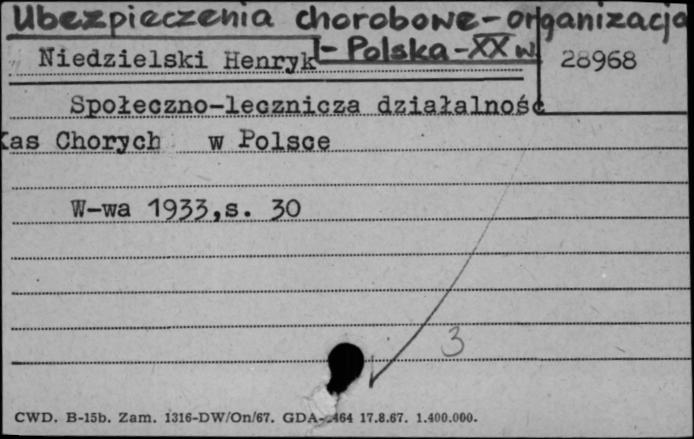 Ubezpieczenia chorobowe-organizacja
-Polska-XX w.
Niedzielski Henryk
28968
Społeczno-lecznicza działalność
Kas Chorych w Polsce
W-wa 1933,s. 30
3
CWD. B-15b. Zam. 1316-DW/On/67. GDA- 464 17.8.67. 1.400.000.